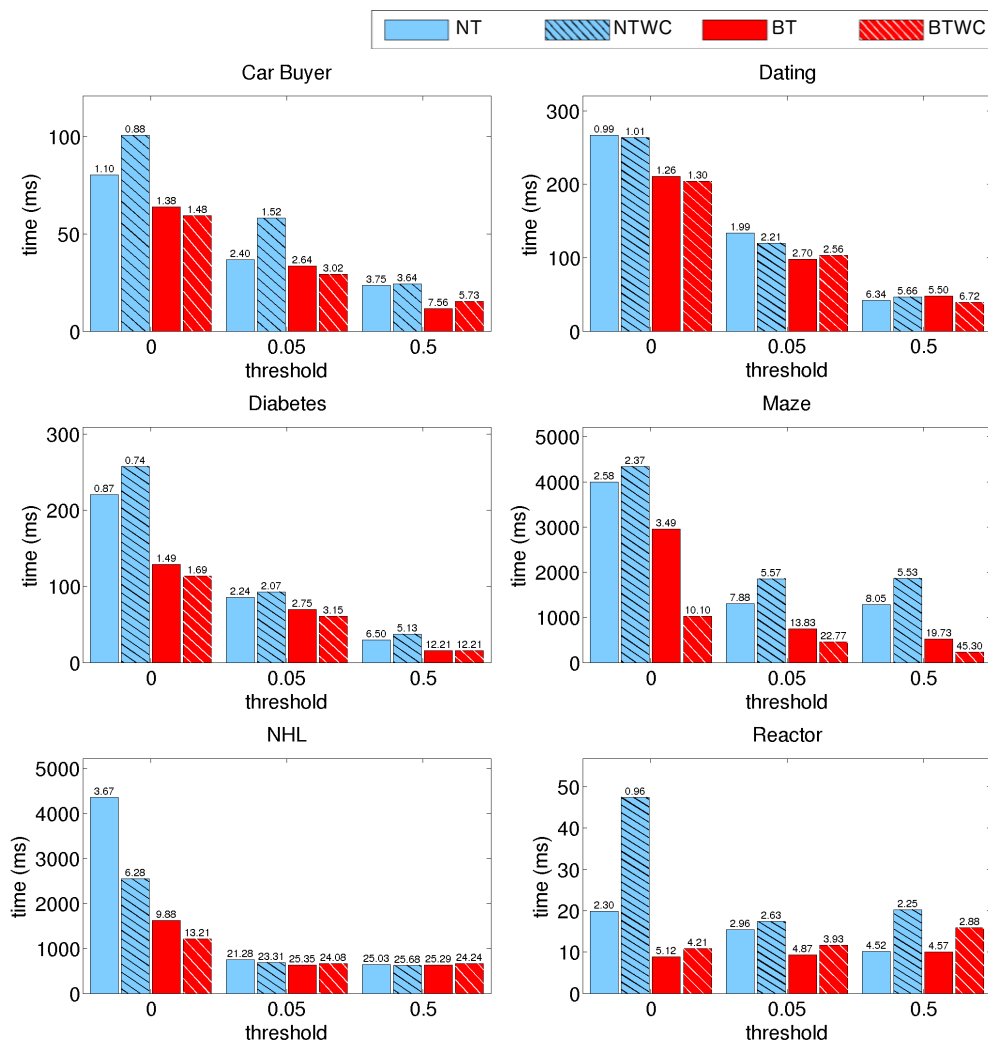 NT NTWC BT BTWC
Car Buyer
time (ms)
100
50
0
1.10 0.88 1.38 1.48
2.40 1.52 2.64 3.02
3.75 3.64 7.56 5.73
0 0.05 0.5
threshold
Dating
time (ms)
300
200
100
0
0.99 1.01 1.26 1.30
1.99 2.21 2.70 2.56
6.34 5.66 5.50 6.72
0 0.05 0.5
threshold
Diabetes
time (ms)
300
200
100
0
0.87 0.74 1.49 1.69
2.24 2.07 2.75 3.15
6.50 5.13 12.21 12.21
0 0.05 0.5
threshold
Maze
time (ms)
5000
4000
3000
2000
1000
0
2.58 2.37 3.49 10.10
7.88 5.57 13.83 22.77
8.05 5.53 19.73 45.30
0 0.05 0.5
threshold
NHL
time (ms)
5000
4000
3000
2000
1000
0
3.67 6.28 9.88 13.21
21.28 23.31 25.35 24.08
25.03 25.68 25.29 24.24
0 0.05 0.5
threshold
Reactor
time (ms)
50
40
30
20
10
0
2.30 0.96 5.12 4.21
2.96 2.63 4.87 3.93
4.52 2.25 4.57 2.88
0 0.05 0.5
threshold